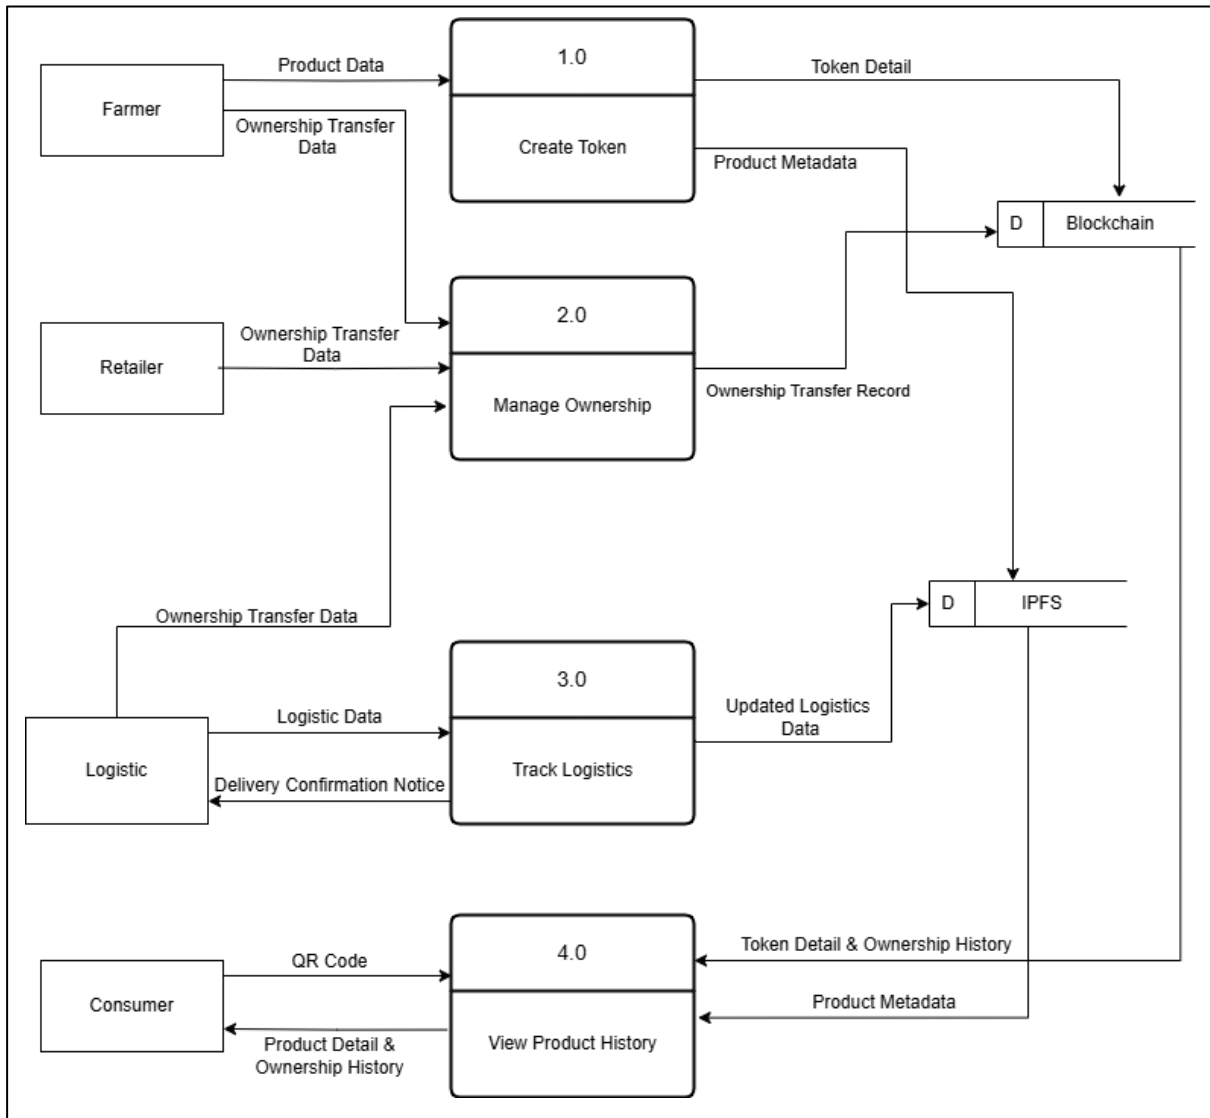 1.0
Product Data
Token Detail
Farmer
Ownership Transfer
Data
Create Token
Product Metadata
D
Blockchain
2.0
Ownership Transfer
Data
Retailer
Ownership Transfer Record
Manage Ownership
D
IPFS
Ownership Transfer Data
3.0
Logistic Data
Updated Logistics
Data
Logistic
Track Logistics
Delivery Confirmation Notice
Token Detail & Ownership History
4.0
QR Code
Consumer
Product Metadata
Product Detail &
Ownership History
View Product History